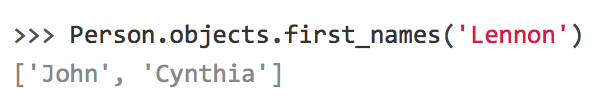 >>> Person.objects.first_names('Lennon')
['John', 'Cynthia']